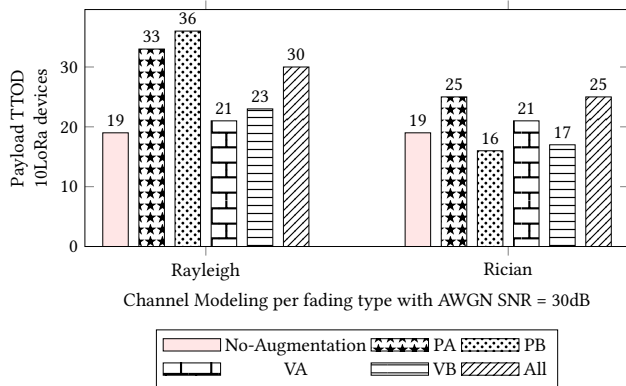 Payload TTOD
10LoRa devices
30
20
10
0
19
33
36
21
23
30
19
25
16
21
17
25
Rayleigh
Rician
Channel Modeling per fading type with AWGN SNR = 30dB
No-Augmentation PA PB
VA VB All